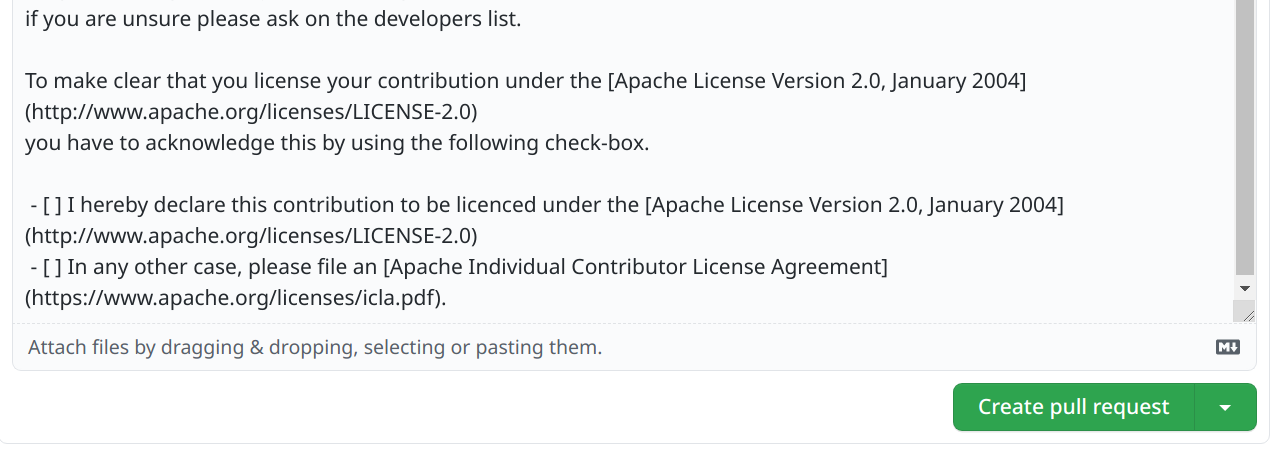 if you are unsure please ask on the developers list.
To make clear that you license your contribution under the [Apache License Version 2.0, January 2004]
(http://www.apache.org/licenses/LICENSE-2.0)
you have to acknowledge this by using the following check-box.
- [ ] I hereby declare this contribution to be licenced under the [Apache License Version 2.0, January 2004]
(http://www.apache.org/licenses/LICENSE-2.0)
- [ ] In any other case, please file an [Apache Individual Contributor License Agreement]
(https://www.apache.org/licenses/icla.pdf).
Attach files by dragging & dropping, selecting or pasting them.
M
Create pull request